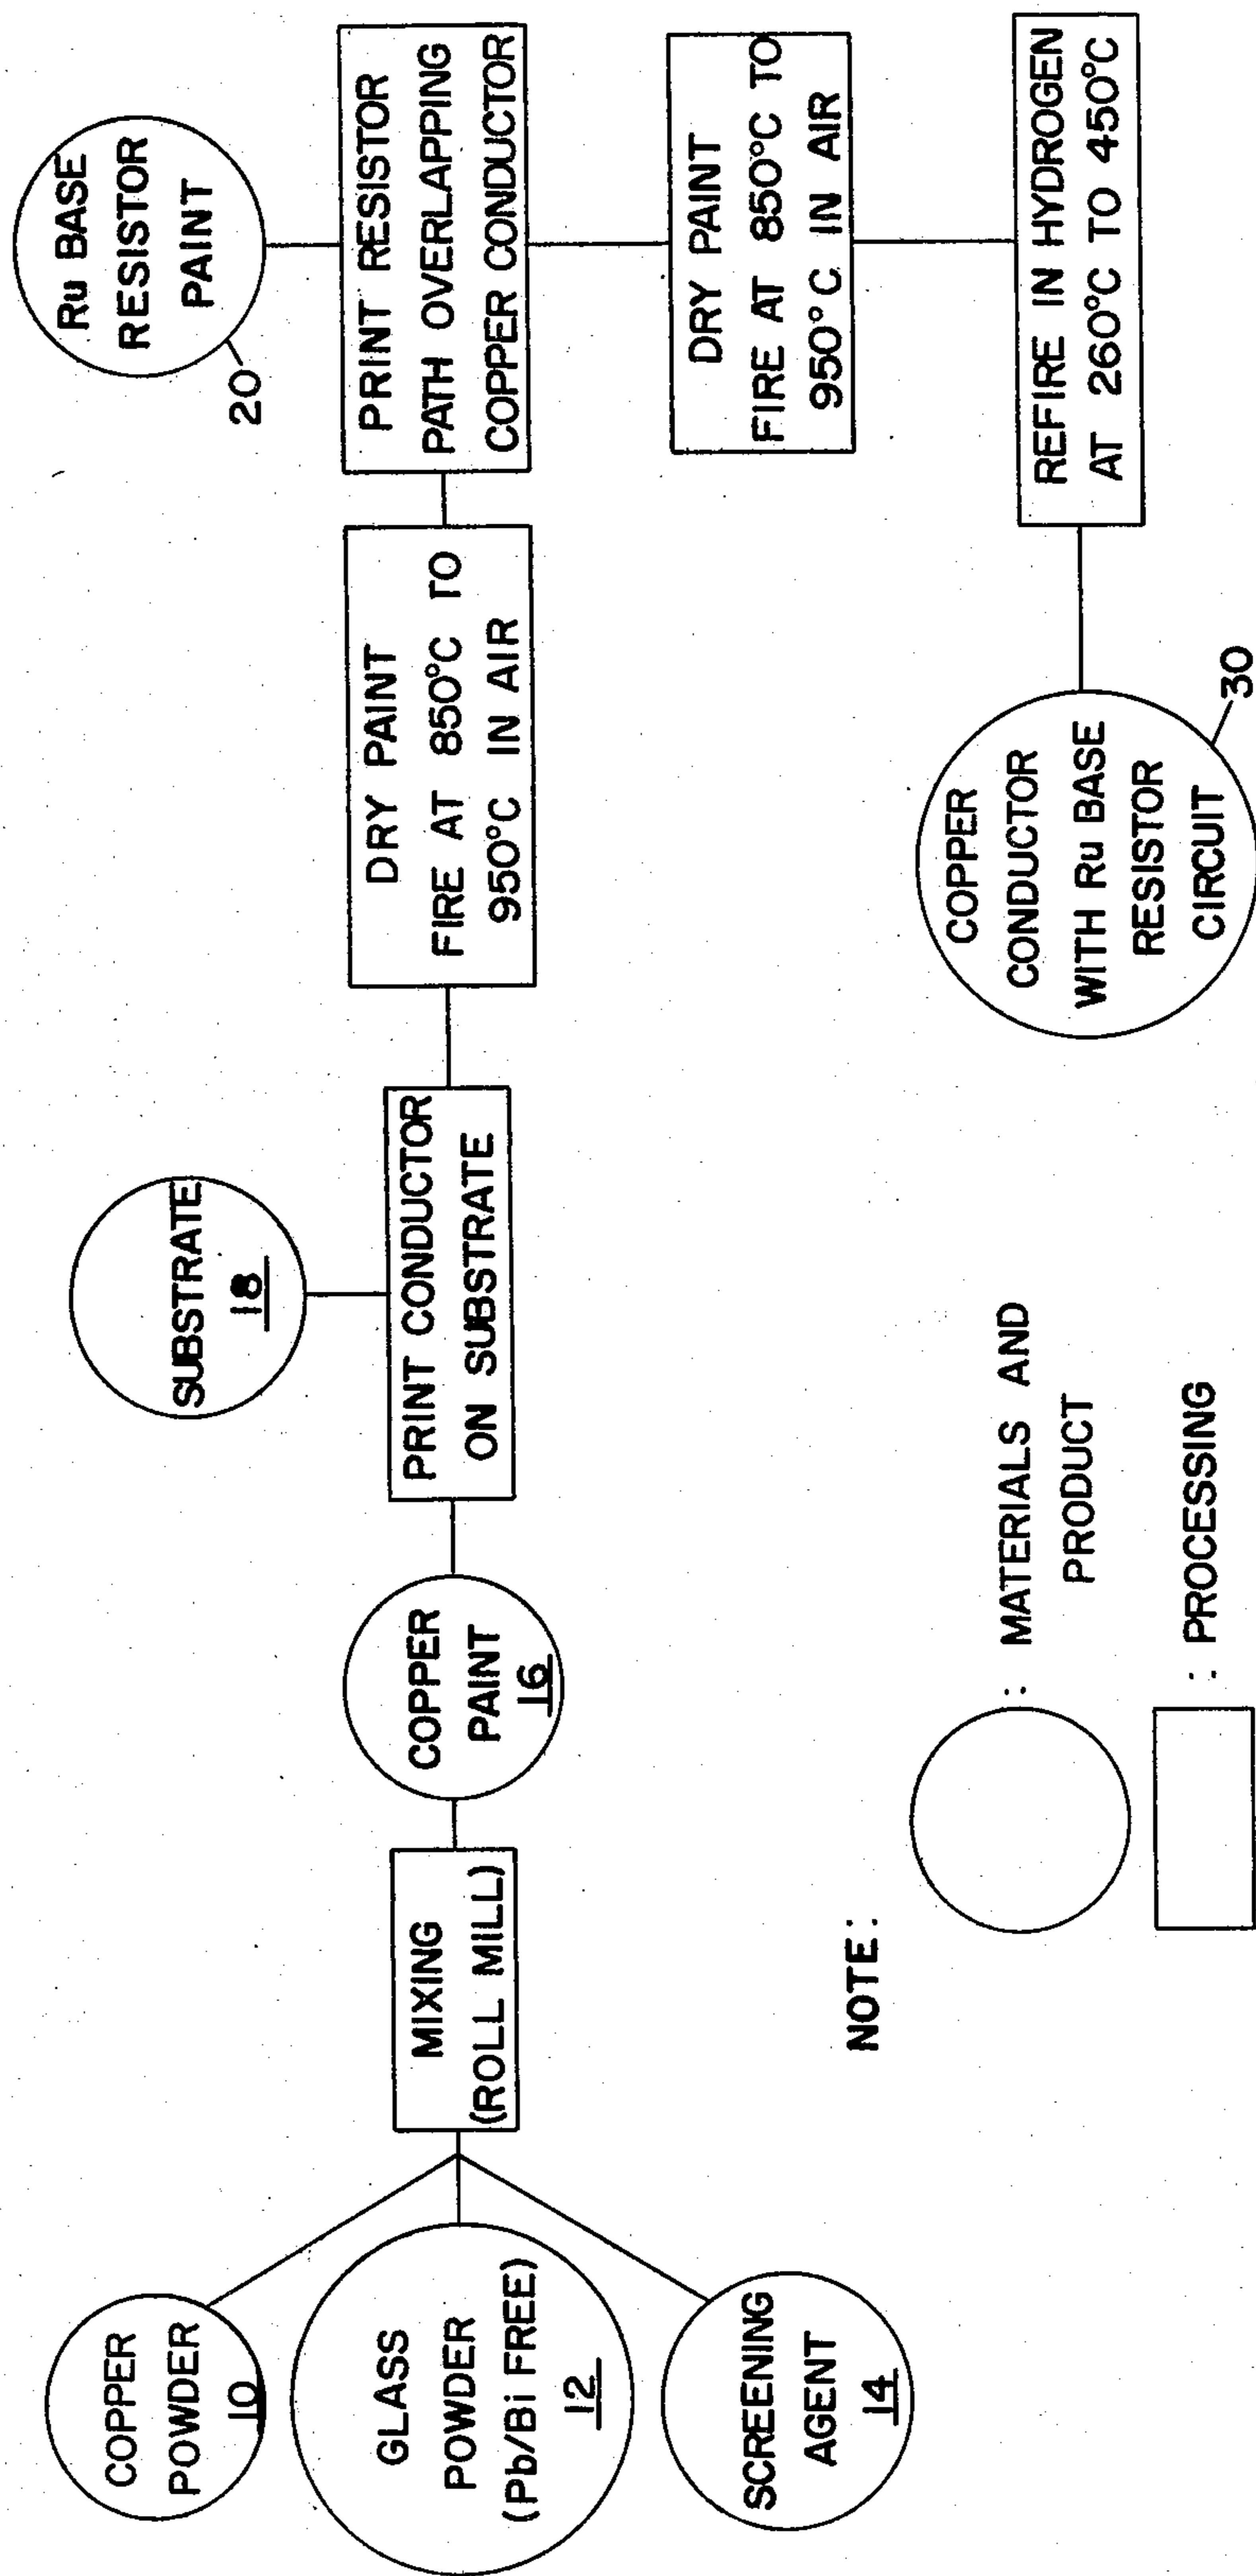 COPPER
POWDER
10
GLASS
POWDER
(Pb/Bi FREE)
12
SCREENING
AGENT
14
MIXING
(ROLL MILL)
COPPER
PAINT
16
SUBSTRATE
18
PRINT CONDUCTOR
ON SUBSTRATE
DRY PAINT
FIRE AT 850°C TO
950°C IN AIR
Ru BASE
RESISTOR
PAINT
20
PRINT RESISTOR
PATH OVERLAPPING
COPPER CONDUCTOR
DRY PAINT
FIRE AT 850°C TO
950°C IN AIR
REFIRE IN HYDROGEN
AT 260°C TO 450°C
COPPER
CONDUCTOR
WITH Ru BASE
RESISTOR
CIRCUIT
30
NOTE:
: MATERIALS AND
PRODUCT
: PROCESSING